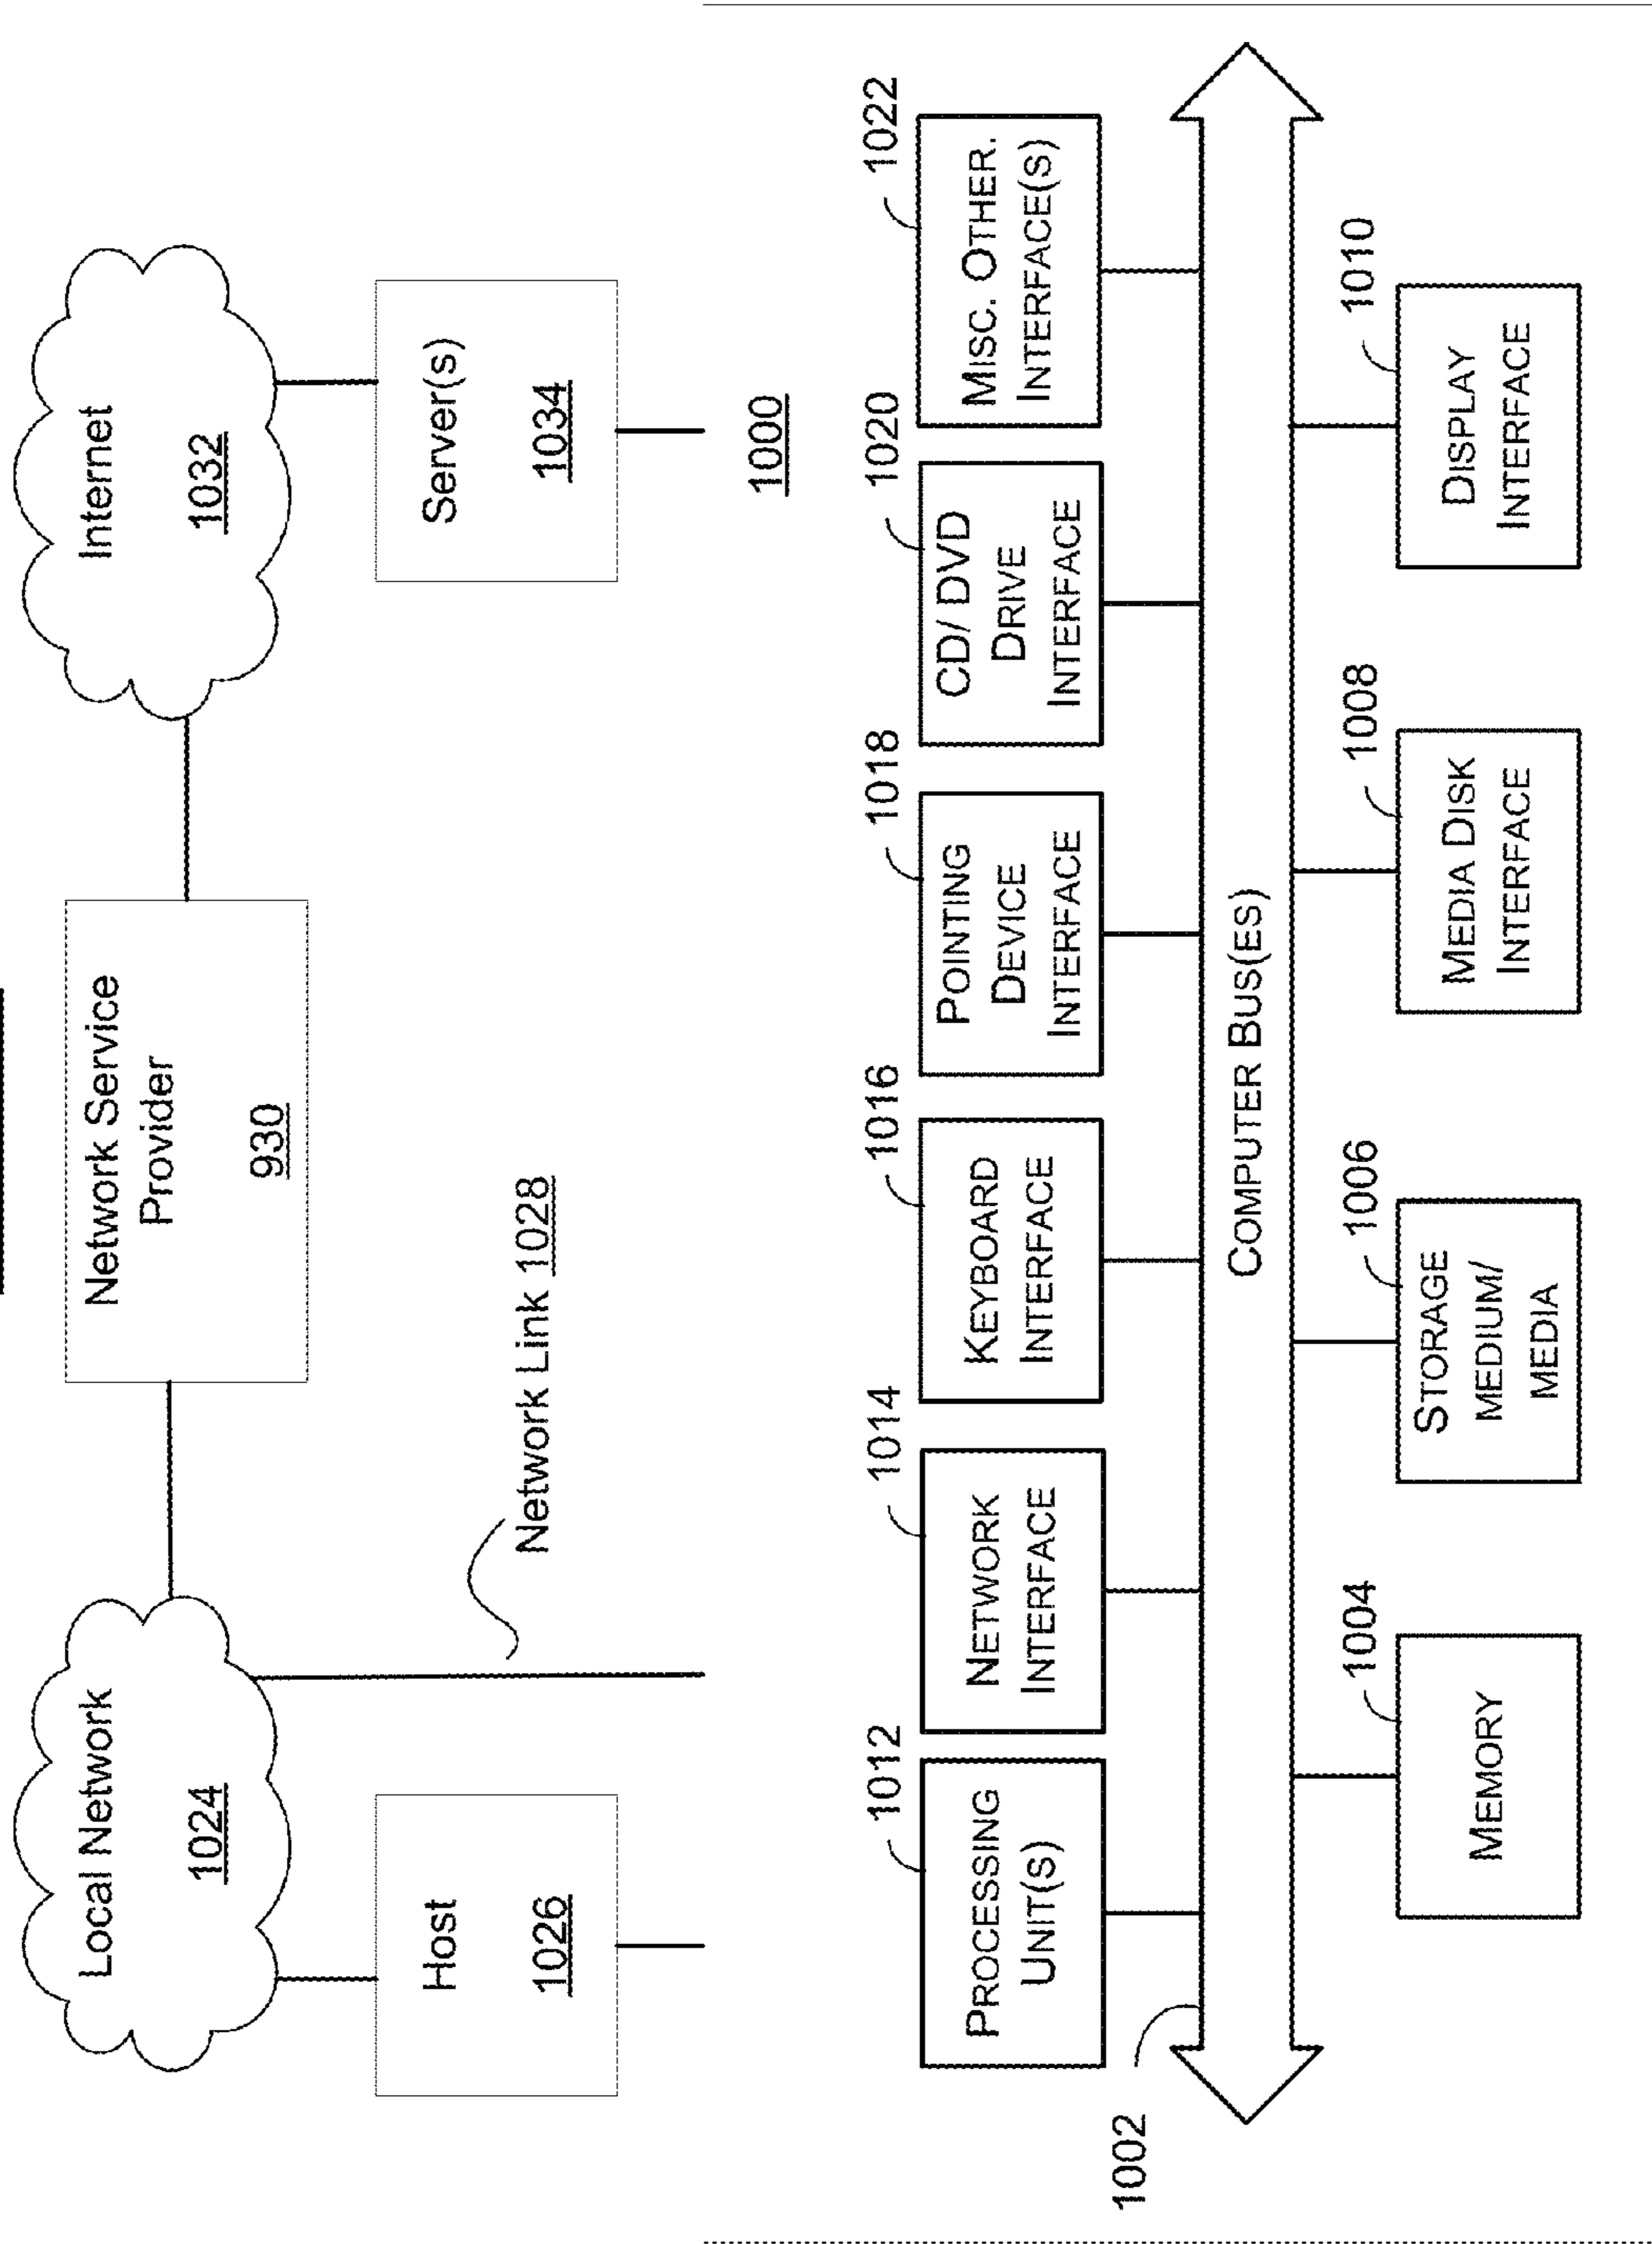 Local Network
1024
Network Service
Provider
930
Internet
1032
Host
1026
Network Link 1028
Server(s)
1034
1000
1012
1014
1016
1018
1020
1022
PROCESSING
UNIT(S)
NETWORK
INTERFACE
KEYBOARD
INTERFACE
POINTING
DEVICE
INTERFACE
CD/ DVD
DRIVE
INTERFACE
MISC. OTHER.
INTERFACE(S)
1002
COMPUTER BUS(ES)
1004
1006
1008
1010
MEMORY
STORAGE
MEDIUM/
MEDIA
MEDIA DISK
INTERFACE
DISPLAY
INTERFACE